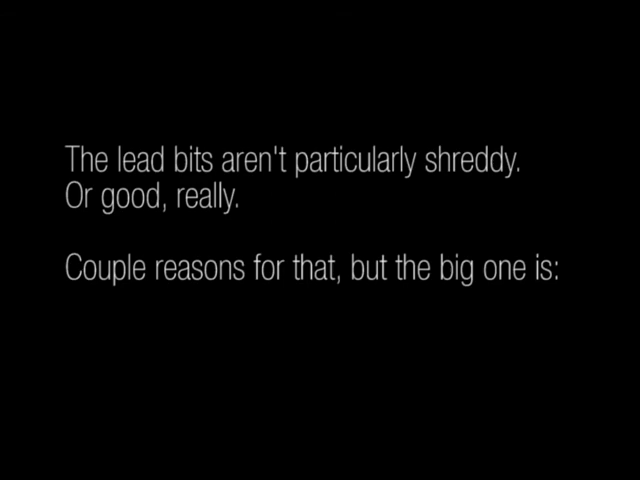 The lead bits aren't particularly shreddy.
Or good, really.
Couple reasons for that, but the big one is: